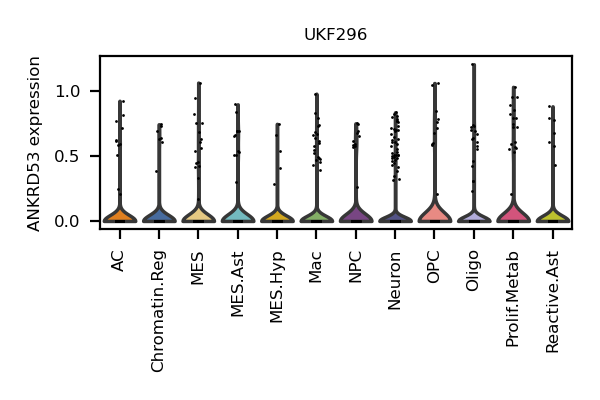 UKF296
ANKRD53 expression
1.0
0.5
0.0
AC
Chromatin.Reg
MES
MES.Ast
MES.Hyp
Mac
NPC
Neuron
OPC
Oligo
Prolif.Metab
Reactive.Ast